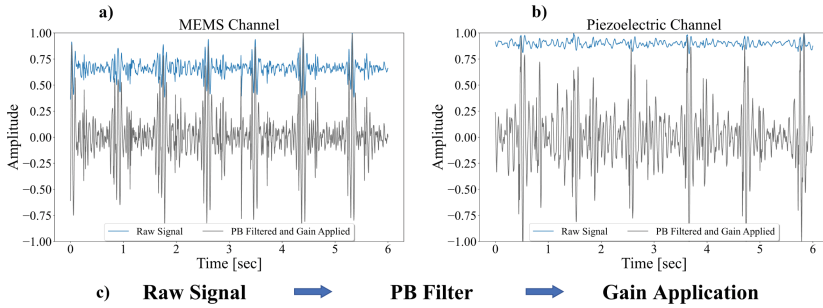 a)
MEMS Channel
1.00
0.75
0.50
0.25
0.00
−0.25
−0.50
−0.75
−1.00
Amplitude
Raw Signal
PB Filtered and Gain Applied
0 1 2 3 4 5 6
Time [sec]
b)
Piezoelectric Channel
1.00
0.75
0.50
0.25
0.00
−0.25
−0.50
−0.75
−1.00
Amplitude
Raw Signal
PB Filtered and Gain Applied
0 1 2 3 4 5 6
Time [sec]
c) Raw Signal PB Filter Gain Application